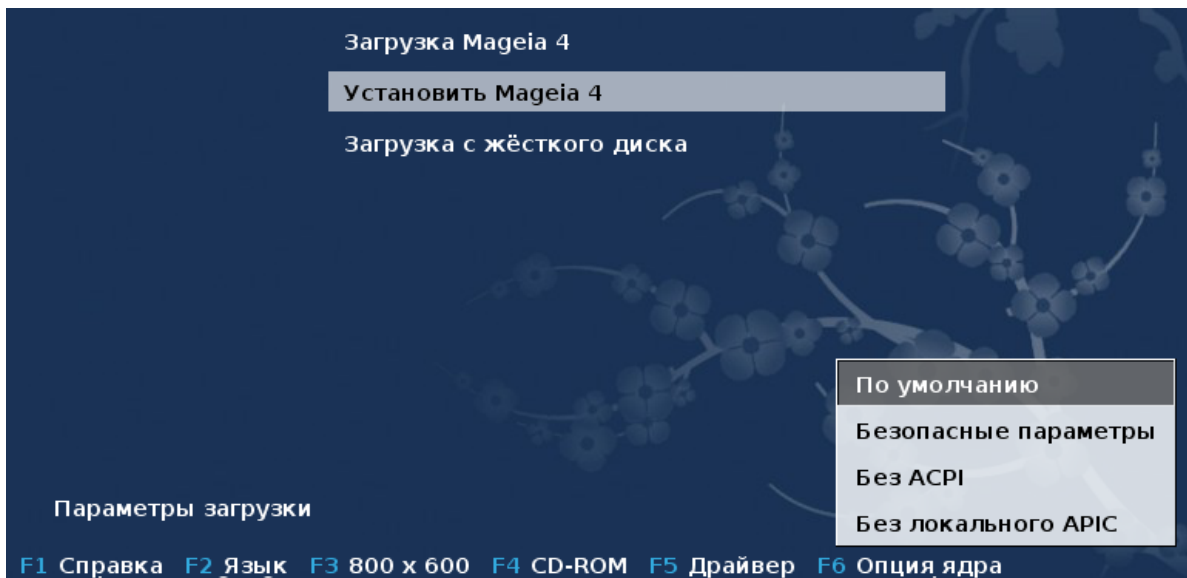 Загрузка Mageia 4
Установить Mageia 4
Загрузка с жёсткого диска
По умолчанию
Безопасные параметры
Без ACPI
Без локального APIC
Параметры загрузки
F1 Справка F2 Язык F3 800 x 600 F4 CD-ROM F5 Драйвер F6 Опция ядра